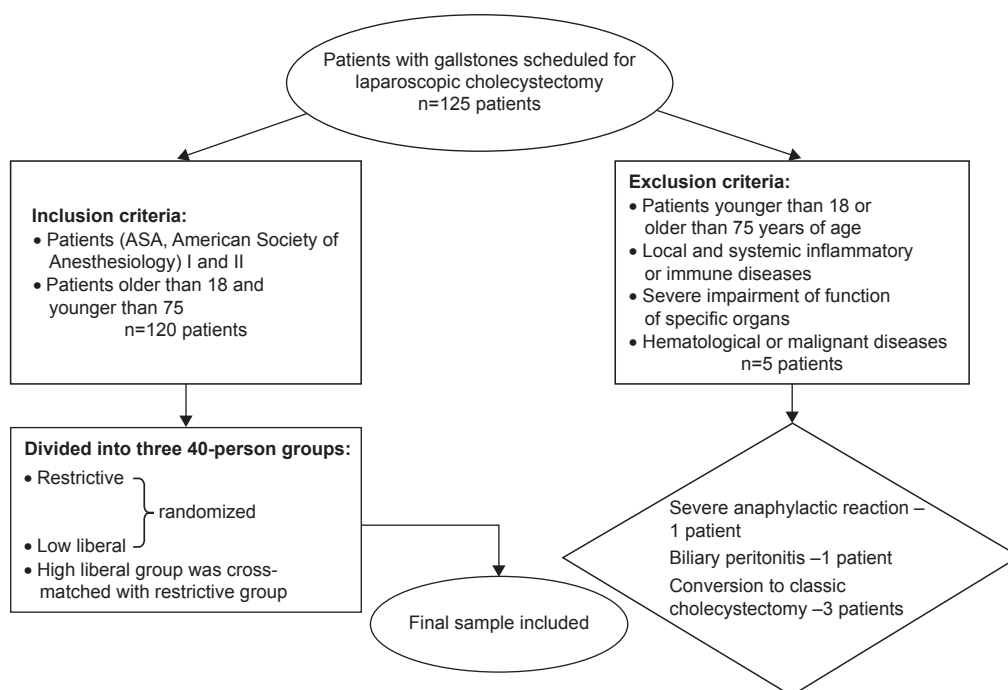 Patients with gallstones scheduled for
laparoscopic cholecystectomy
n=125 patients
Inclusion criteria:
• Patients (ASA, American Society of
Anesthesiology) I and II
• Patients older than 18 and
younger than 75
n=120 patients
Exclusion criteria:
• Patients younger than 18 or
older than 75 years of age
• Local and systemic inflammatory
or immune diseases
• Severe impairment of function
of specific organs
• Hematological or malignant diseases
n=5 patients
Divided into three 40-person groups:
• Restrictive
randomized
• Low liberal
• High liberal group was cross-
matched with restrictive group
Final sample included
Severe anaphylactic reaction –
1 patient
Biliary peritonitis –1 patient
Conversion to classic
cholecystectomy –3 patients